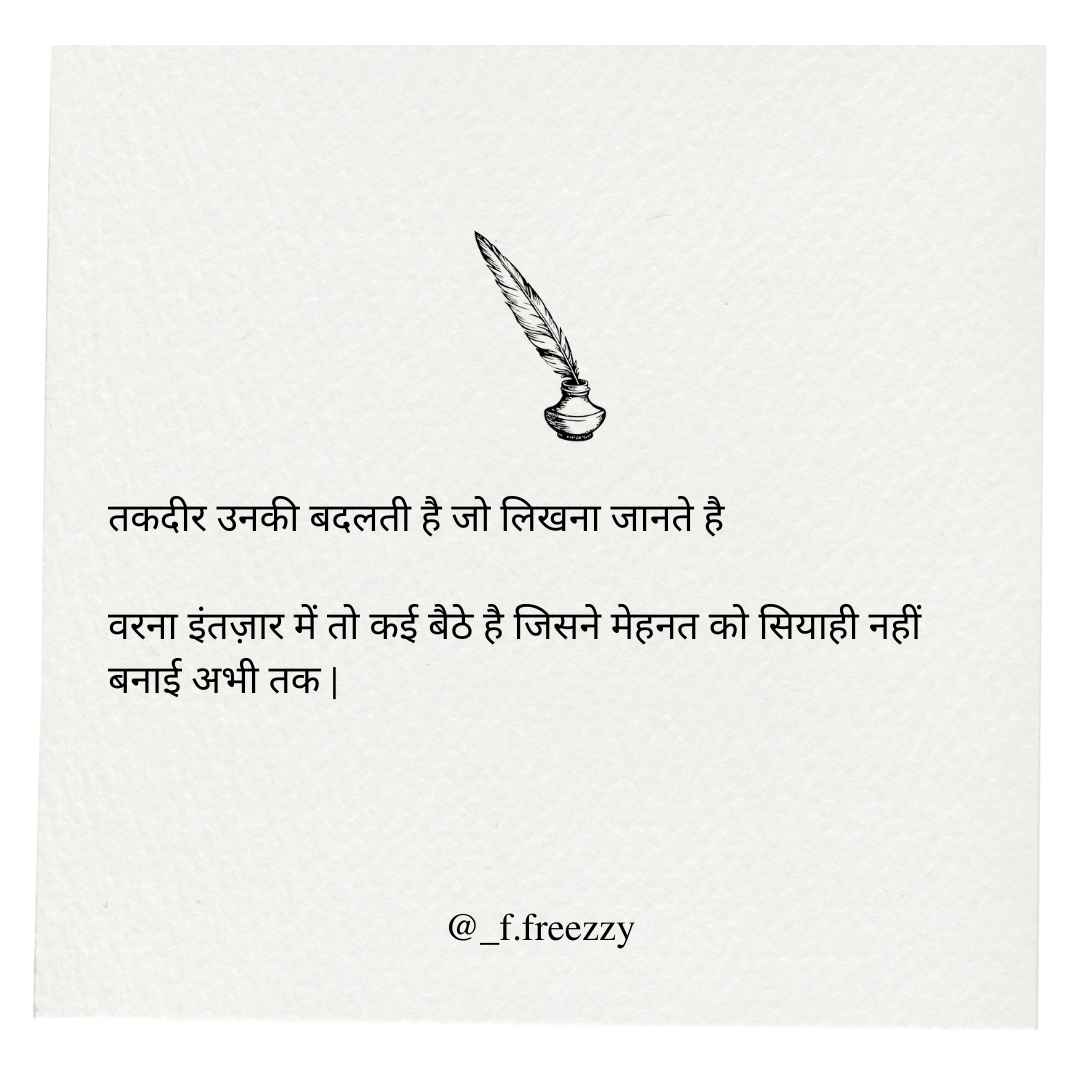 तकदीर उनकी बदलती है जो लिखना जानते है
वरना इंतज़ार में तो कई बैठे है जिसने मेहनत को सियाही नहीं
बनाई अभी तक |
@_f.freezzy